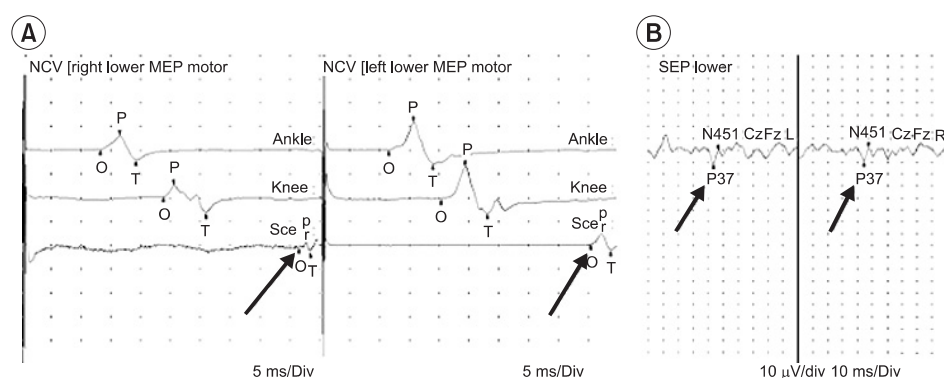 A
NCV [right lower MEP motor
P
Ankle
O
T
P
Knee
O
T
Sce
p
r
O T
5 ms/Div
NCV [left lower MEP motor
P
Ankle
O
T
P
Knee
O
T
Sce
p
r
O
T
5 ms/Div
B
SEP lower
N451 CzFz L
P37
N451 CzFz R
P37
10 µV/div 10 ms/Div